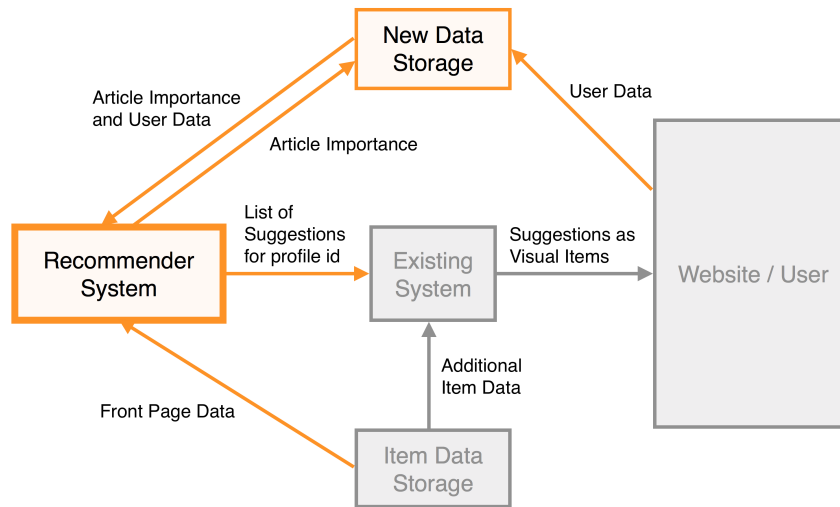 New Data
Storage
User Data
Article Importance
and User Data
Article Importance
List of
Suggestions
for profile id
Recommender
System
Existing
System
Suggestions as
Visual Items
Website / User
Additional
Item Data
Front Page Data
Item Data
Storage